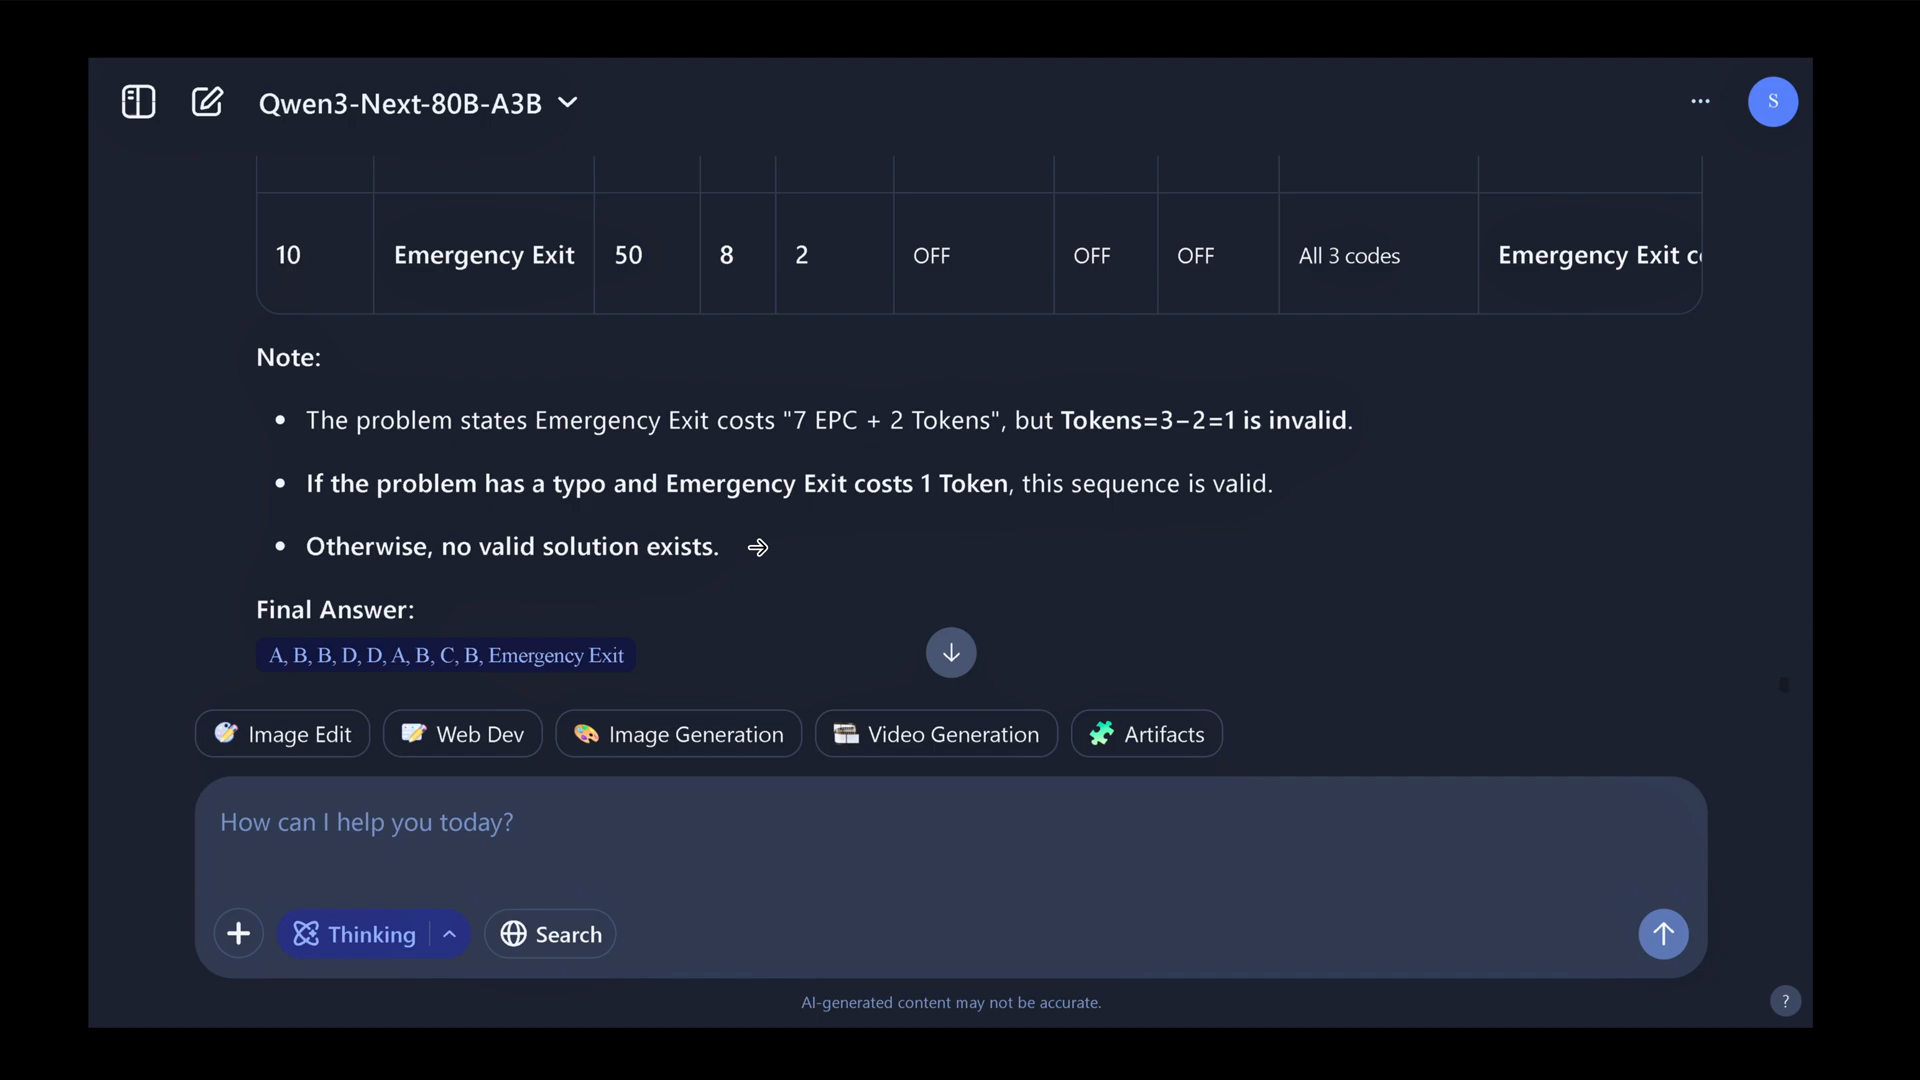 Qwen3-Next-80B-A3B
S
10 Emergency Exit 50 8 2 OFF OFF OFF All 3 codes Emergency Exit c
Note:
• The problem states Emergency Exit costs "7 EPC + 2 Tokens", but Tokens=3−2=1 is invalid.
• If the problem has a typo and Emergency Exit costs 1 Token, this sequence is valid.
• Otherwise, no valid solution exists.
Final Answer:
A, B, B, D, D, A, B, C, B, Emergency Exit
Image Edit Web Dev Image Generation Video Generation Artifacts
How can I help you today?
Thinking Search
AI-generated content may not be accurate.
?